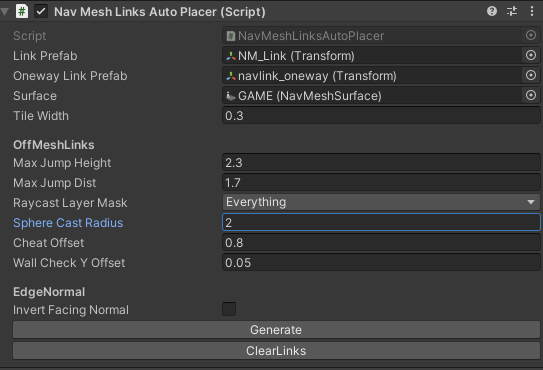 Nav Mesh Links Auto Placer (Script)
Script NavMeshLinksAutoPlacer
Link Prefab NM_Link (Transform)
Oneway Link Prefab navlink_oneway (Transform)
Surface GAME (NavMeshSurface)
Tile Width 0.3
OffMeshLinks
Max Jump Height 2.3
Max Jump Dist 1.7
Raycast Layer Mask Everything
Sphere Cast Radius 2
Cheat Offset 0.8
Wall Check Y Offset 0.05
EdgeNormal
Invert Facing Normal
Generate
ClearLinks